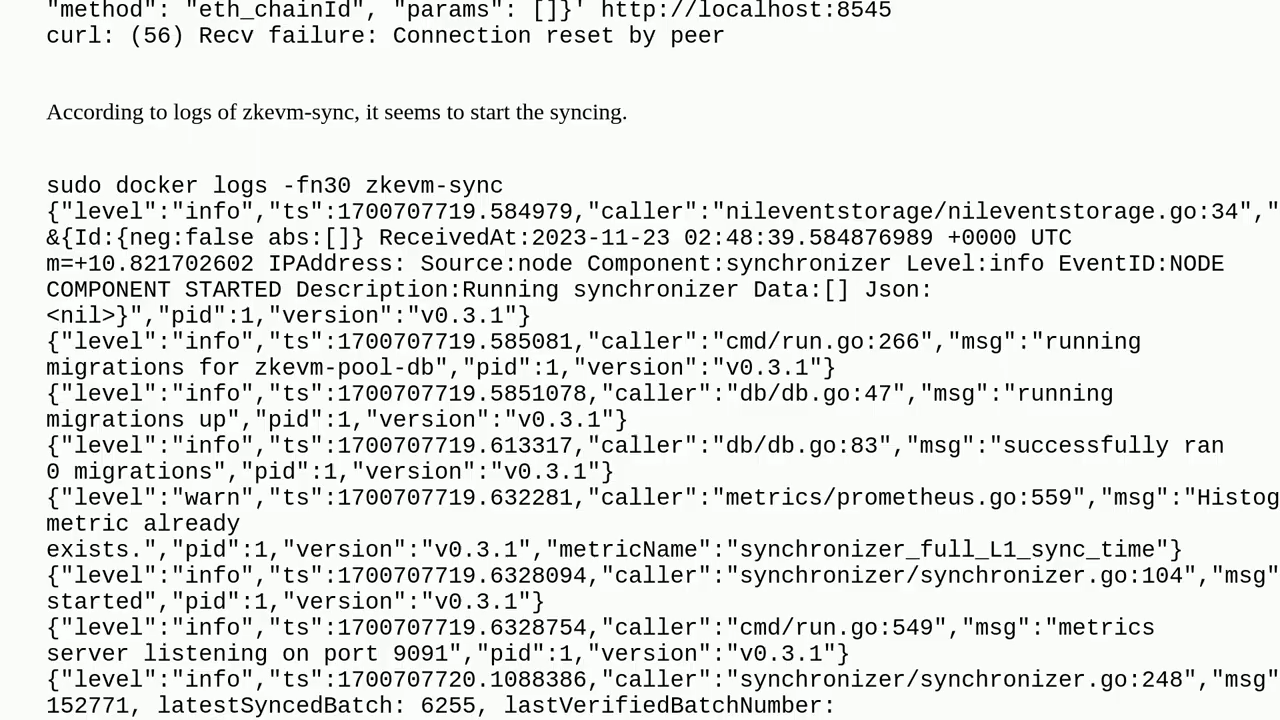 "method": "eth_chainId", "params": []}' http://localhost:8545
curl: (56) Recv failure: Connection reset by peer
According to logs of zkevm-sync, it seems to start the syncing.
sudo docker logs -fn30 zkevm-sync
{"level":"info","ts":1700707719.584979,"caller":"nileventstorage/nileventstorage.go:34","
&{Id:{neg:false abs:[]} ReceivedAt:2023-11-23 02:48:39.584876989 +0000 UTC
m=+10.821702602 IPAddress: Source:node Component:synchronizer Level:info EventID:NODE
COMPONENT STARTED Description:Running synchronizer Data:[] Json:
<nil>}","pid":1,"version":"v0.3.1"}
{"level":"info","ts":1700707719.585081,"caller":"cmd/run.go:266","msg":"running
migrations for zkevm-pool-db","pid":1,"version":"v0.3.1"}
{"level":"info","ts":1700707719.5851078,"caller":"db/db.go:47","msg":"running
migrations up","pid":1,"version":"v0.3.1"}
{"level":"info","ts":1700707719.613317,"caller":"db/db.go:83","msg":"successfully ran
0 migrations","pid":1,"version":"v0.3.1"}
{"level":"warn","ts":1700707719.632281,"caller":"metrics/prometheus.go:559","msg":"Histog
metric already
exists.","pid":1,"version":"v0.3.1","metricName":"synchronizer_full_L1_sync_time"}
{"level":"info","ts":1700707719.6328094,"caller":"synchronizer/synchronizer.go:104","msg"
started","pid":1,"version":"v0.3.1"}
{"level":"info","ts":1700707719.6328754,"caller":"cmd/run.go:549","msg":"metrics
server listening on port 9091","pid":1,"version":"v0.3.1"}
{"level":"info","ts":1700707720.1088386,"caller":"synchronizer/synchronizer.go:248","msg"
152771, latestSyncedBatch: 6255, lastVerifiedBatchNumber: